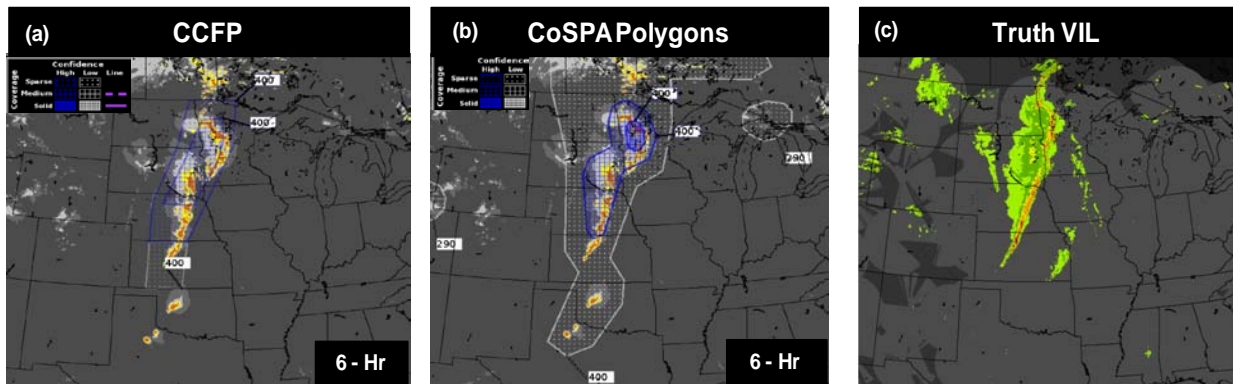 (a) CCFP
Confidence
High Low Line
Coverage
Sparse
Medium
Solid
400
400
400
6 - Hr
(b) CoSPA Polygons
Confidence
High Low
Coverage
Sparse
Medium
Solid
400
400
290
290
400
6 - Hr
(c) Truth VIL